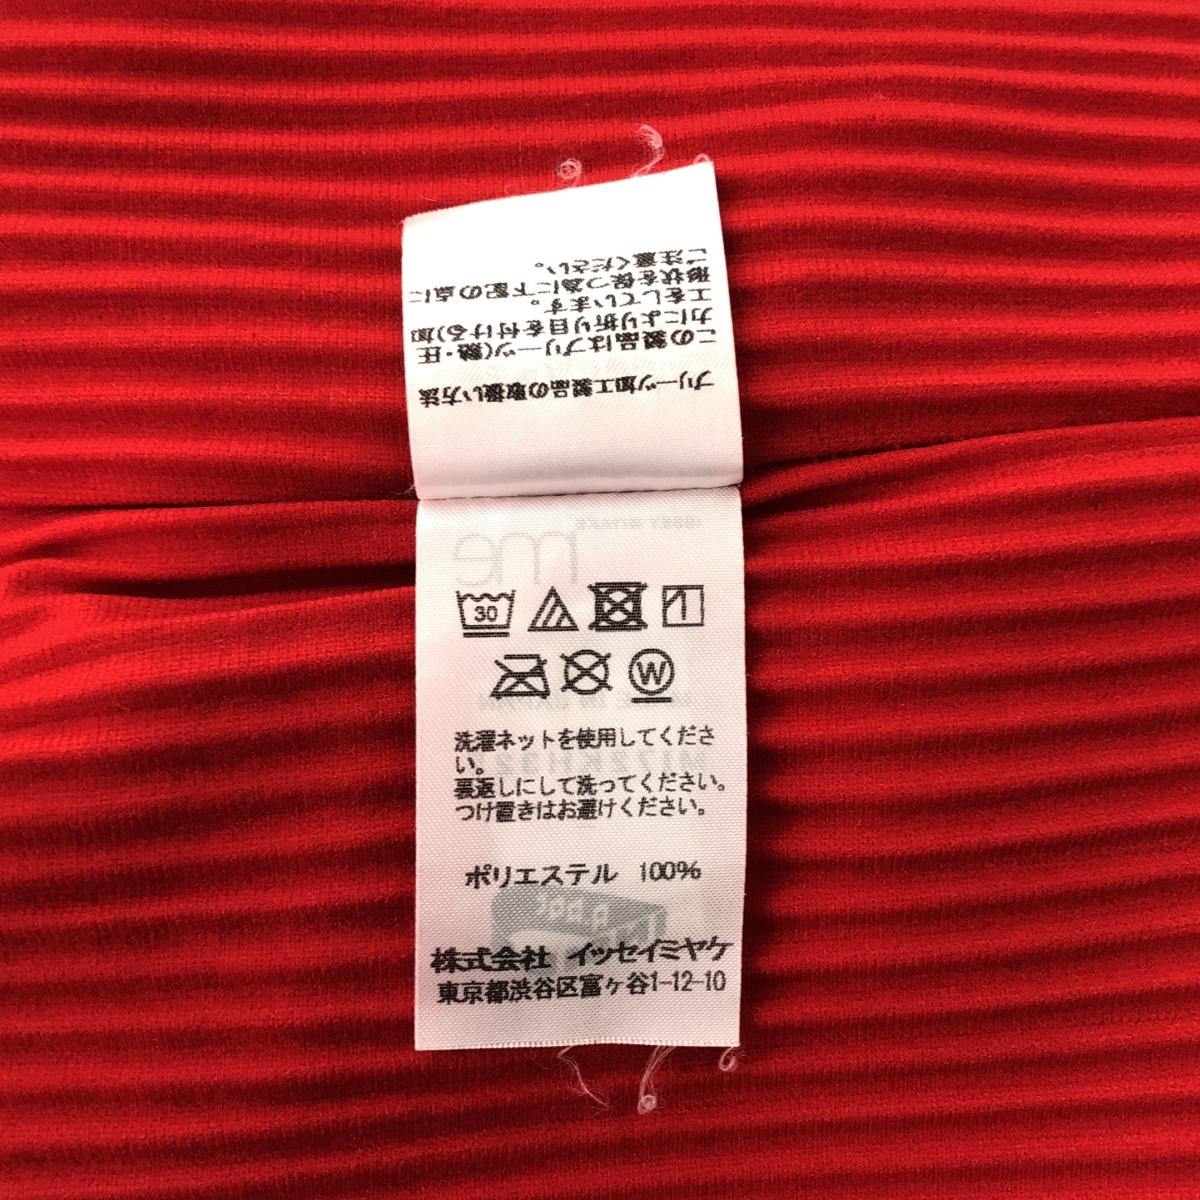 プリーツ加工製品の取扱い方法
この製品はプリーツ(熱・圧
力により折り目を付ける)加
工をしています。
形状を保つ為に下記の点に
ご注意ください。
me
30
W
洗濯ネットを使用してくださ
い。
裏返しにして洗ってください。
つけ置きはお避けください。
ポリエステル 100%
株式会社 イッセイミヤケ
東京都渋谷区富ヶ谷1-12-10